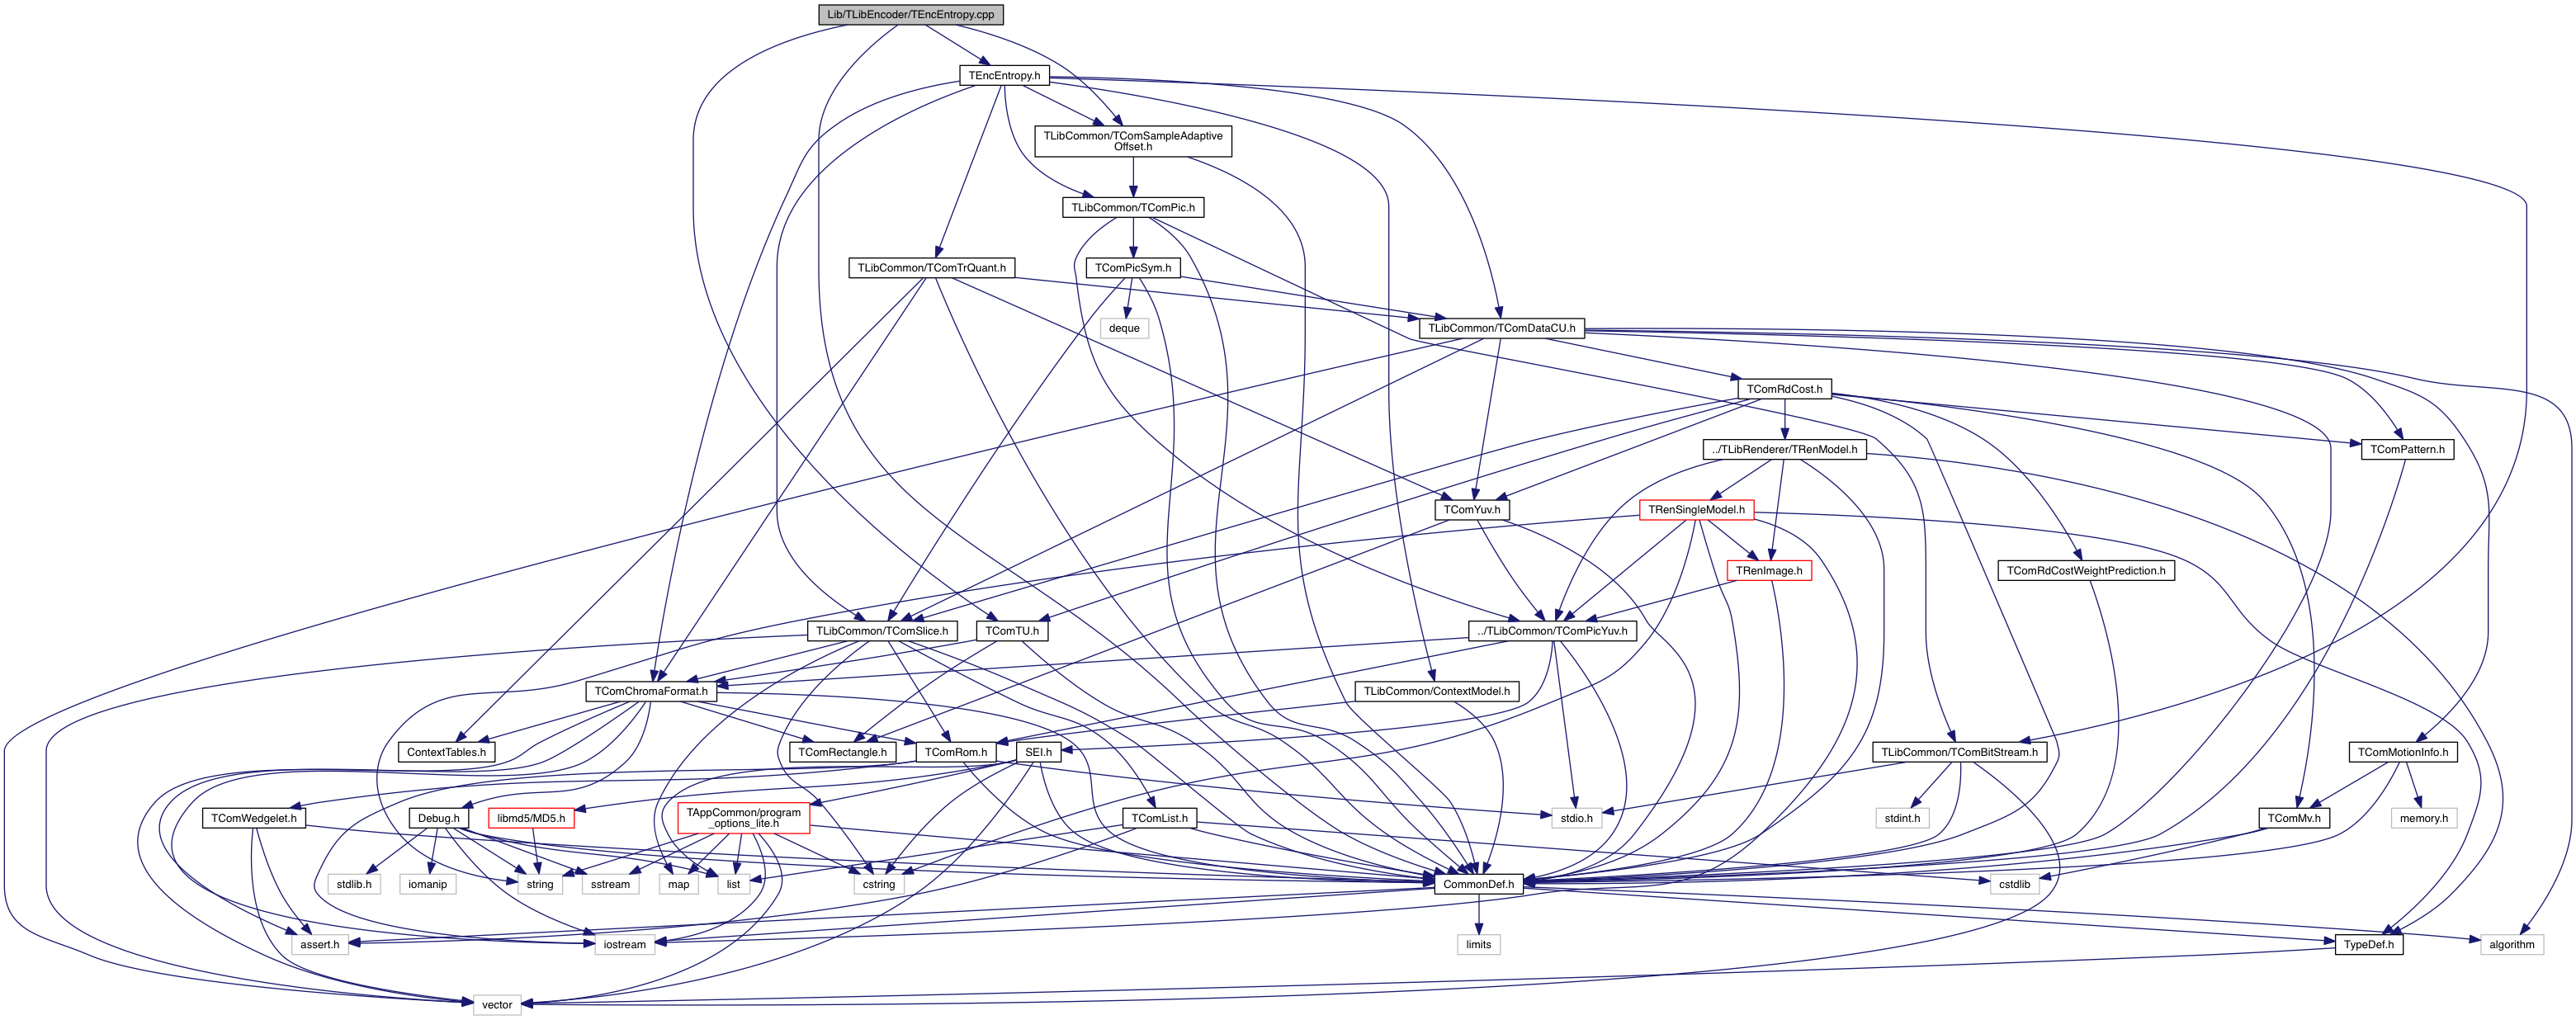 Lib/TLibEncoder/TEncEntropy.cpp
TEncEntropy.h
TLibCommon/TComSampleAdaptive
Offset.h
TLibCommon/TComPic.h
TLibCommon/TComTrQuant.h
TComPicSym.h
deque
TLibCommon/TComDataCU.h
TComRdCost.h
../TLibRenderer/TRenModel.h
TComPattern.h
TComYuv.h
TRenSingleModel.h
TRenImage.h
TComRdCostWeightPrediction.h
TLibCommon/TComSlice.h
TComTU.h
../TLibCommon/TComPicYuv.h
TComChromaFormat.h
TLibCommon/ContextModel.h
ContextTables.h
TComRectangle.h
TComRom.h
SEI.h
TLibCommon/TComBitStream.h
TComMotionInfo.h
TComWedgelet.h
Debug.h
libmd5/MD5.h
TAppCommon/program
_options_lite.h
TComList.h
stdio.h
stdint.h
TComMv.h
memory.h
stdlib.h
iomanip
string
sstream
map
list
cstring
CommonDef.h
cstdlib
assert.h
iostream
limits
TypeDef.h
algorithm
vector